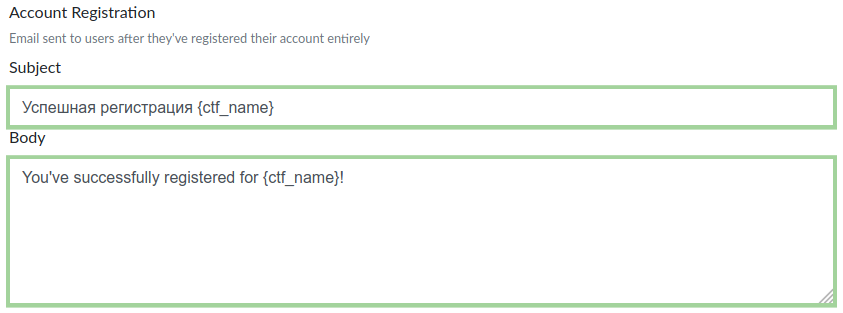 Account Registration
Email sent to users after they've registered their account entirely
Subject
Успешная регистрация {ctf_name}
Body
You've successfully registered for {ctf_name}!